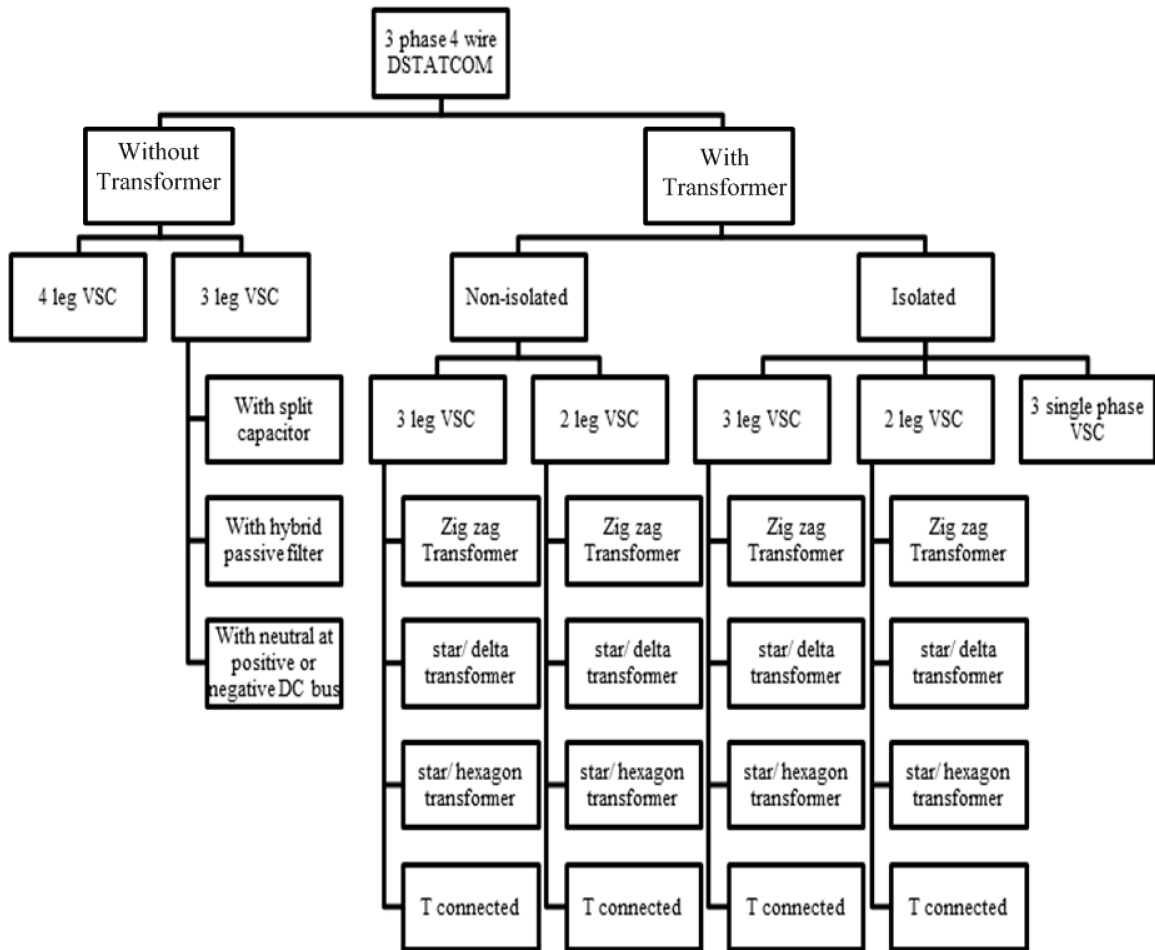 3 phase 4 wire
DSTATCOM
Without
Transformer
With
Transformer
4 leg VSC
3 leg VSC
Non-isolated
Isolated
With split
capacitor
With hybrid
passive filter
With neutral at
positive or
negative DC bus
3 leg VSC
2 leg VSC
3 leg VSC
2 leg VSC
3 single phase
VSC
Zig zag
Transformer
Zig zag
Transformer
Zig zag
Transformer
Zig zag
Transformer
star/ delta
transformer
star/ delta
transformer
star/ delta
transformer
star/ delta
transformer
star/ hexagon
transformer
star/ hexagon
transformer
star/ hexagon
transformer
star/ hexagon
transformer
T connected
T connected
T connected
T connected